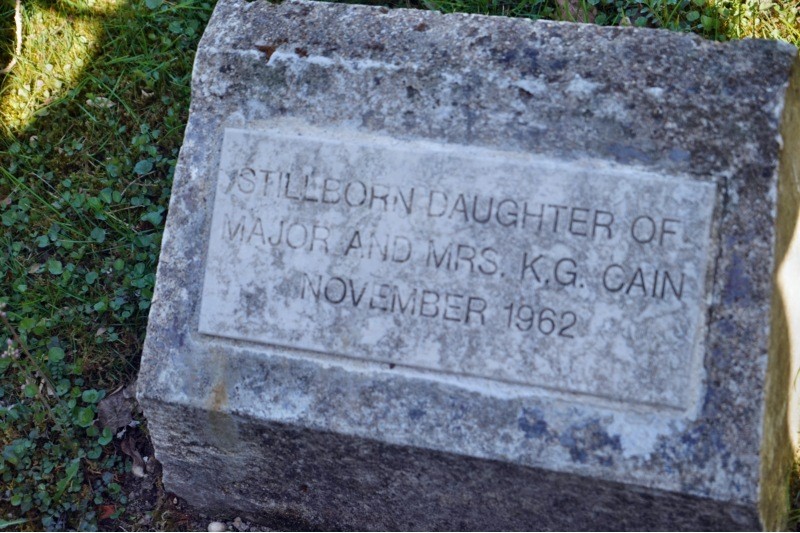 STILLBORN DAUGHTER OF
MAJOR AND MRS. K.G. CAIN
NOVEMBER 1962